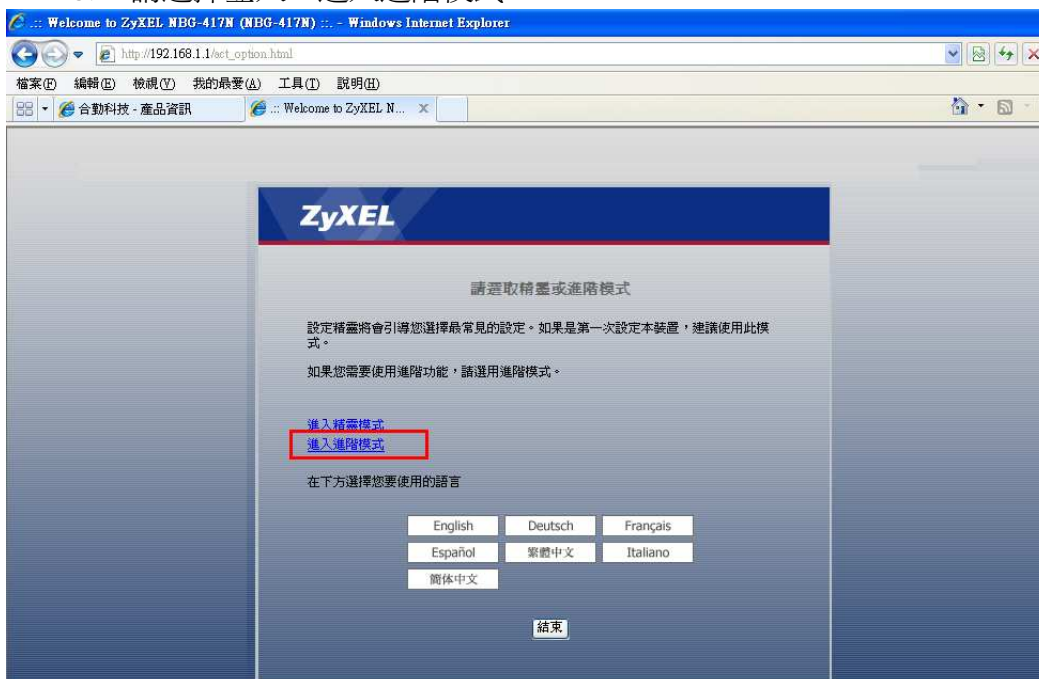 .:: Welcome to ZyXEL NBG-417N (NBG-417N) ::. - Windows Internet Explorer
http://192.168.1.1/act_option.html
檔案(F) 編輯(E) 檢視(V) 我的最愛(A) 工具(T) 說明(H)
合勤科技 - 產品資訊
.:: Welcome to ZyXEL N...
ZyXEL
請選取精靈或進階模式
設定精靈將會引導您選擇最常見的設定。如果是第一次設定本裝置，建議使用此模
式。
如果您需要使用進階功能，請選用進階模式。
進入精靈模式
進入進階模式
在下方選擇您要使用的語言
English Deutsch Français
Español 繁體中文 Italiano
简体中文
結束